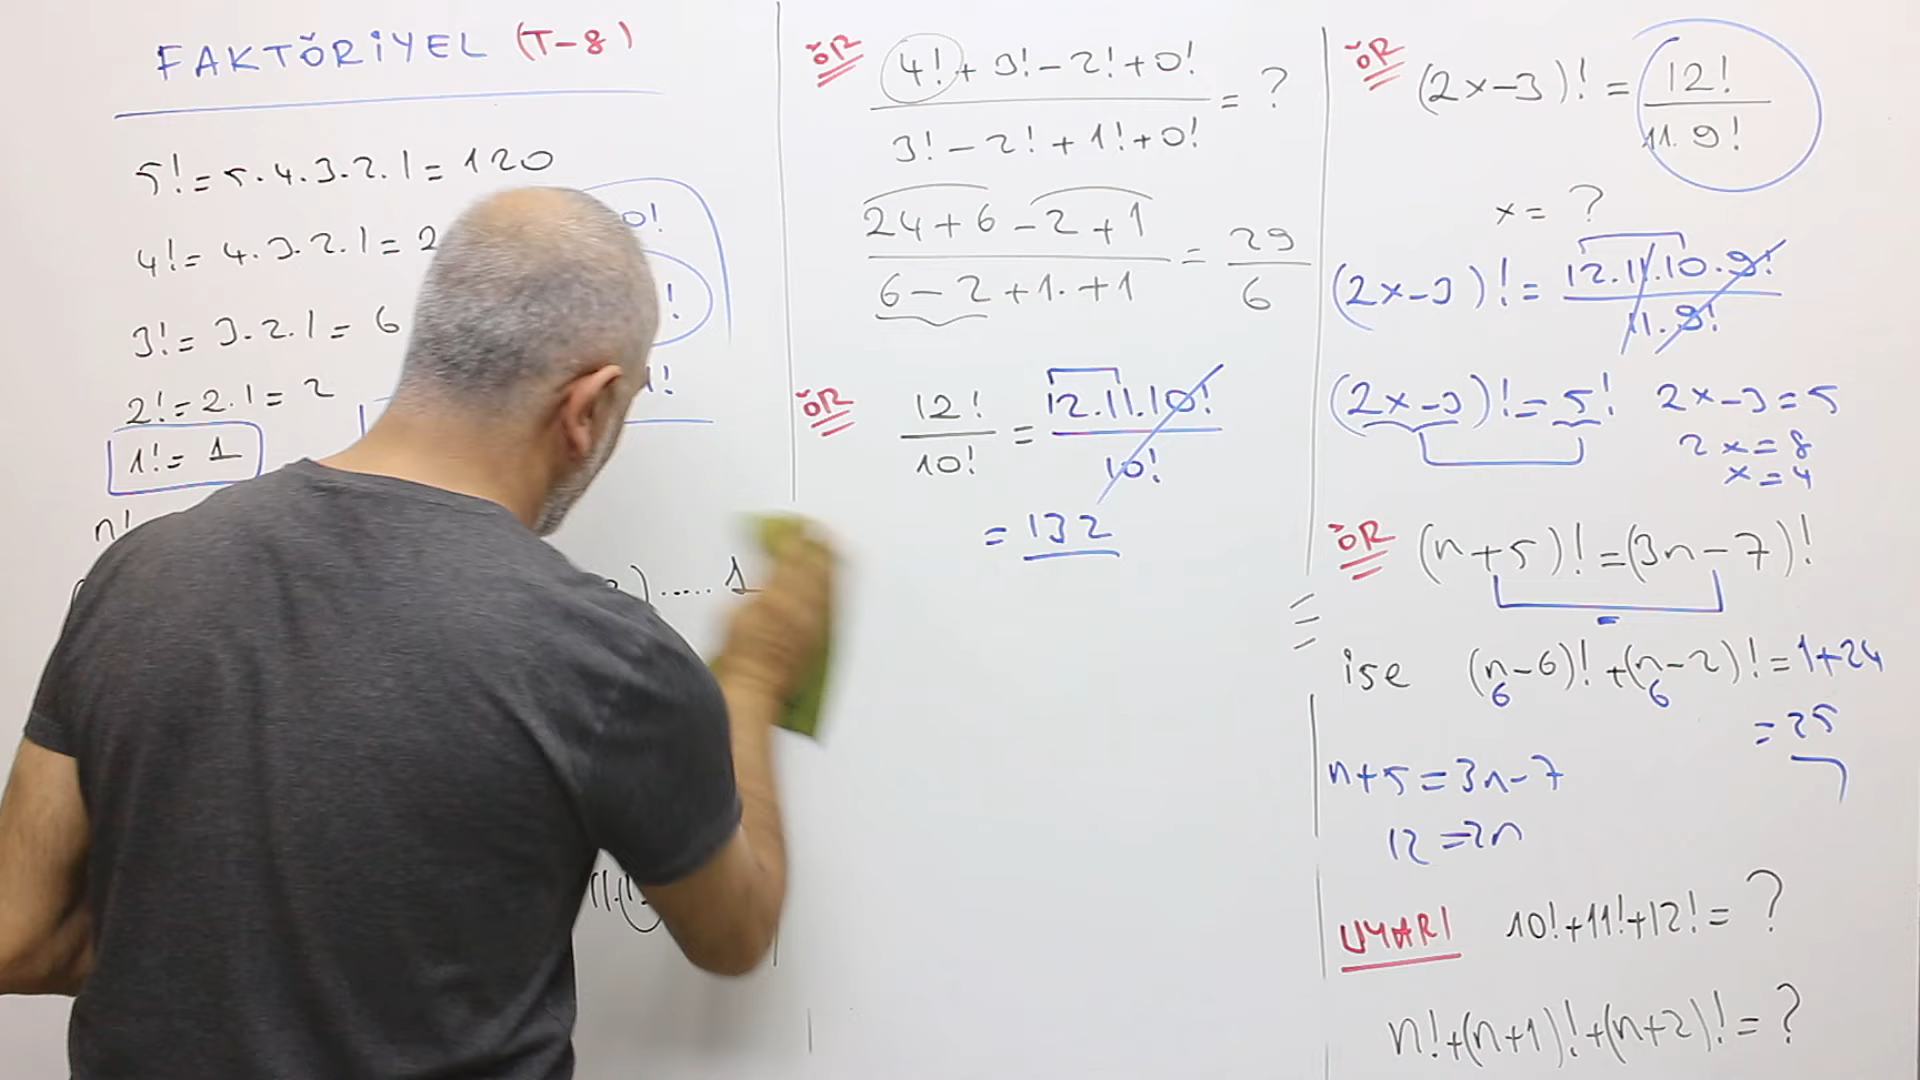 FAKTÖRİYEL (T-8)
5! = 5.4.3.2.1 = 120
4! = 4.3.2.1 = 2
3! = 3.2.1 = 6
2! = 2.1 = 2
1! = 1
n!
0!
!
1!
) ..... 1
ÖR
4! + 3! - 2! + 0!
3! - 2! + 1! + 0!
= ?
24 + 6 - 2 + 1
6 - 2 + 1. + 1
= 29
6
ÖR
12!
10!
= 12.11.10!
10!
= 132
ÖR
(2x-3)! = 12!
11.9!
x = ?
(2x-3)! = 12.11.10.9!
11.9!
(2x-3)! = 5! 2x-3=5
2x=8
x=4
ÖR (n+5)! = (3n-7)!
ise (n-6)! + (n-2)! = 1+24
6 6
= 25
n+5 = 3n-7
12 = 2n
UYARI 10!+11!+12! = ?
n!+(n+1)!+(n+2)! = ?